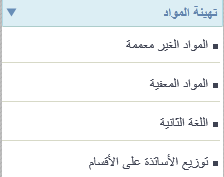 تهيئة المواد
المواد الغير معممة
المواد المعفية
اللغة الثانية
توزيع الأساتذة على الأقسام